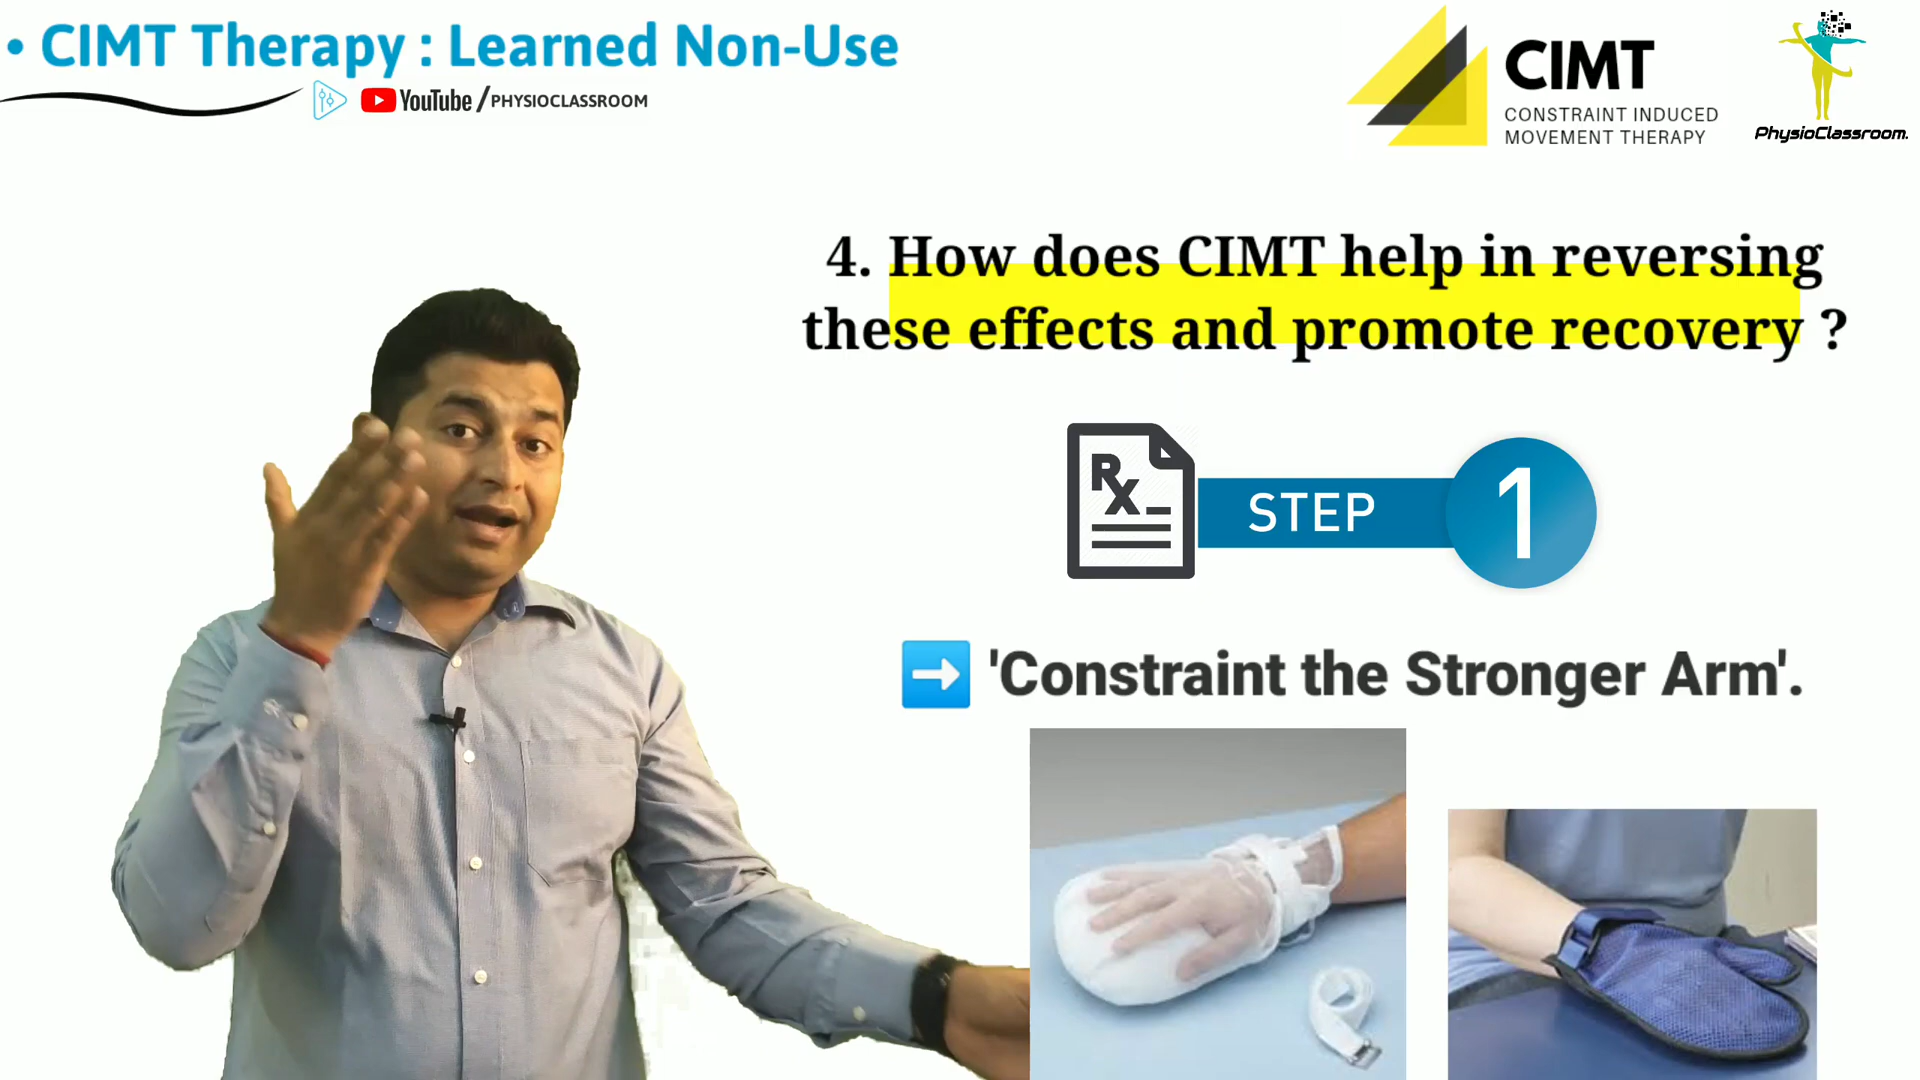 • CIMT Therapy : Learned Non-Use
YouTube /PHYSIOCLASSROOM
CIMT
CONSTRAINT INDUCED
MOVEMENT THERAPY
PhysioClassroom.
4. How does CIMT help in reversing
these effects and promote recovery ?
Rx
STEP 1
'Constraint the Stronger Arm'.